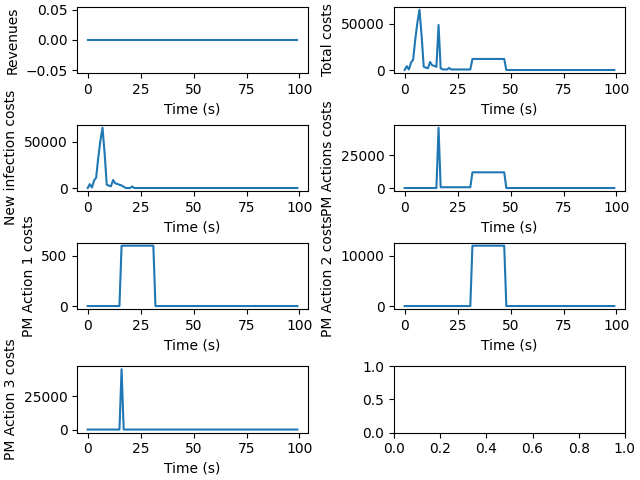 Revenues
0.05
0.00
−0.05
0 25 50 75 100
Time (s)
Total costs
50000
0
0 25 50 75 100
Time (s)
New infection costs
50000
0
0 25 50 75 100
Time (s)
PM Actions costs
25000
0
0 25 50 75 100
Time (s)
PM Action 1 costs
500
0
0 25 50 75 100
Time (s)
PM Action 2 costs
10000
0
0 25 50 75 100
Time (s)
PM Action 3 costs
25000
0
0 25 50 75 100
Time (s)
1.0
0.5
0.0
0.0 0.2 0.4 0.6 0.8 1.0